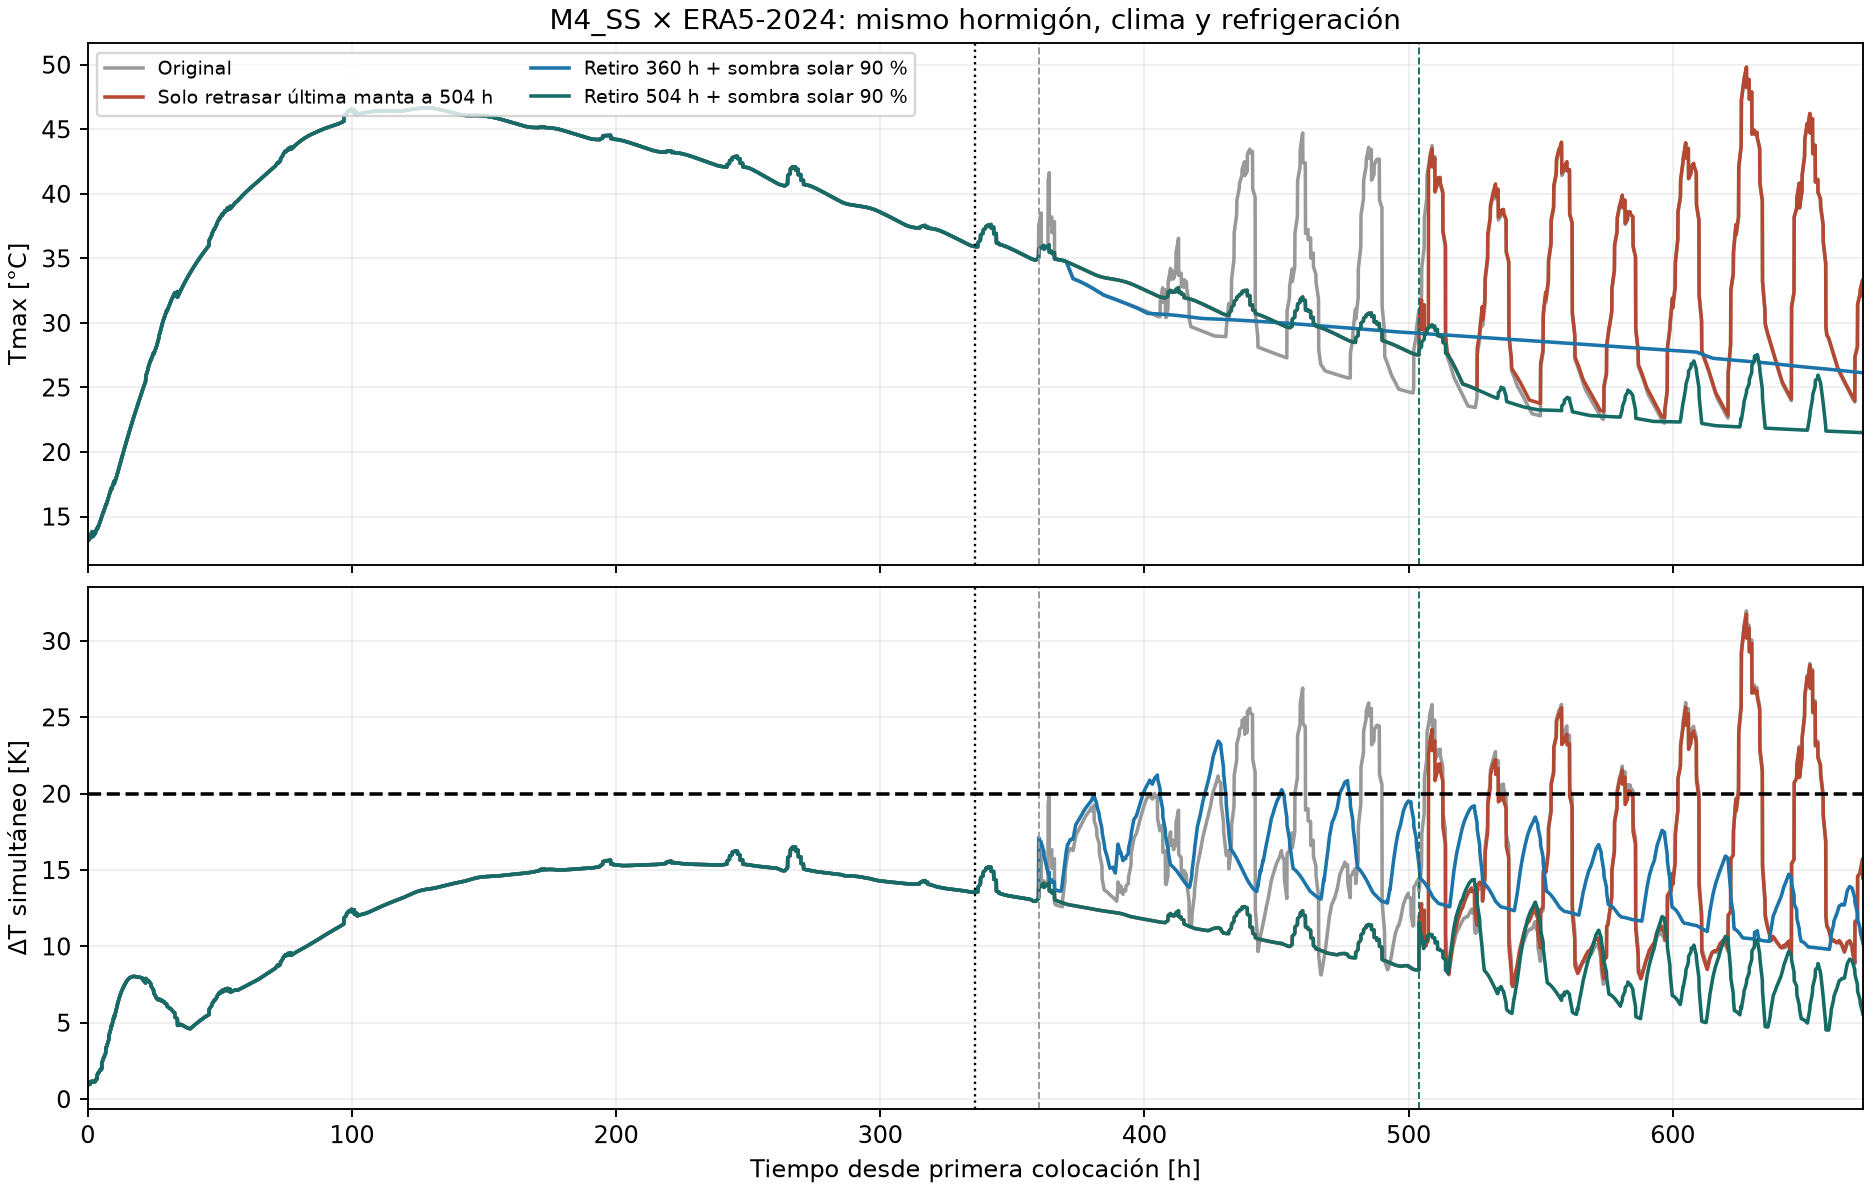 M4_SS × ERA5-2024: mismo hormigón, clima y refrigeración
Original
Solo retrasar última manta a 504 h
Retiro 360 h + sombra solar 90 %
Retiro 504 h + sombra solar 90 %
Tmax [°C]
50
45
40
35
30
25
20
15
ΔT simultáneo [K]
30
25
20
15
10
5
0
0 100 200 300 400 500 600
Tiempo desde primera colocación [h]